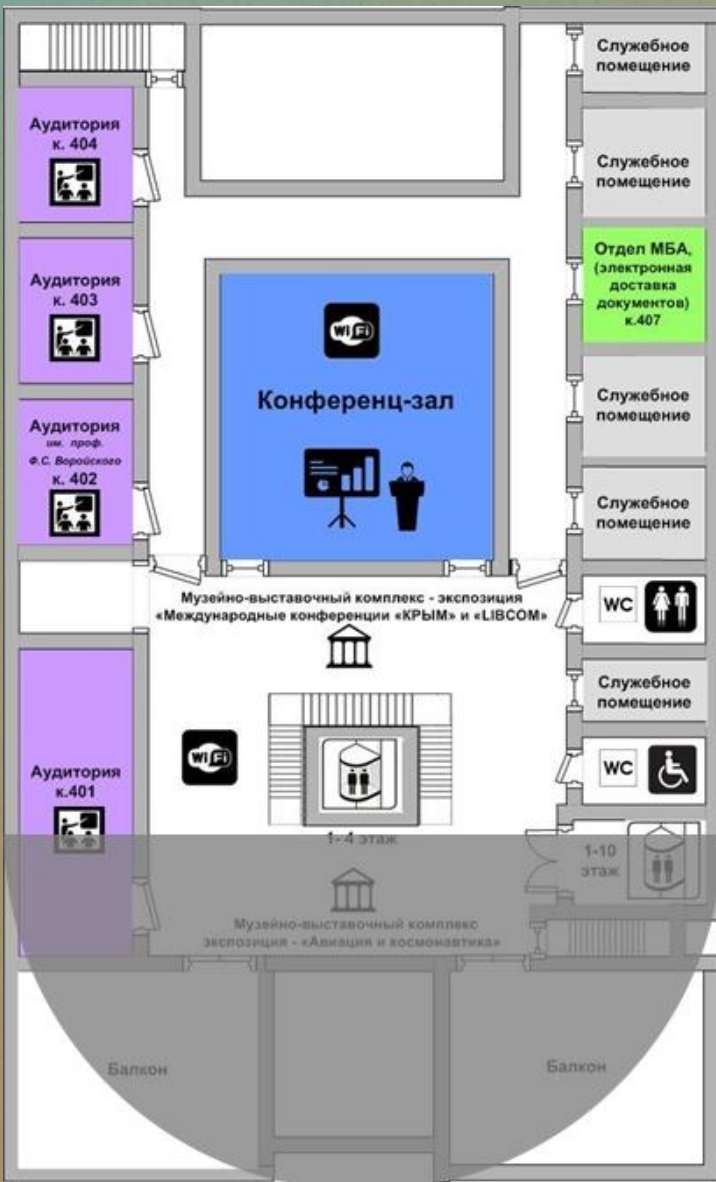 Служебное
помещение
Аудитория
к. 404
Служебное
помещение
Отдел МБА,
(электронная
доставка
документов)
к.407
Аудитория
к. 403
WiFi
Конференц-зал
Служебное
помещение
Аудитория
им. проф.
Ф.С. Воройского
к. 402
Служебное
помещение
Музейно-выставочный комплекс - экспозиция
«Международные конференции «КРЫМ» и «LIBCOM»
WC
Служебное
помещение
WiFi
Аудитория
к.401
WC
1- 4 этаж
1-10
этаж
Музейно-выставочный комплекс
экспозиция - «Авиация и космонавтика»
Балкон
Балкон